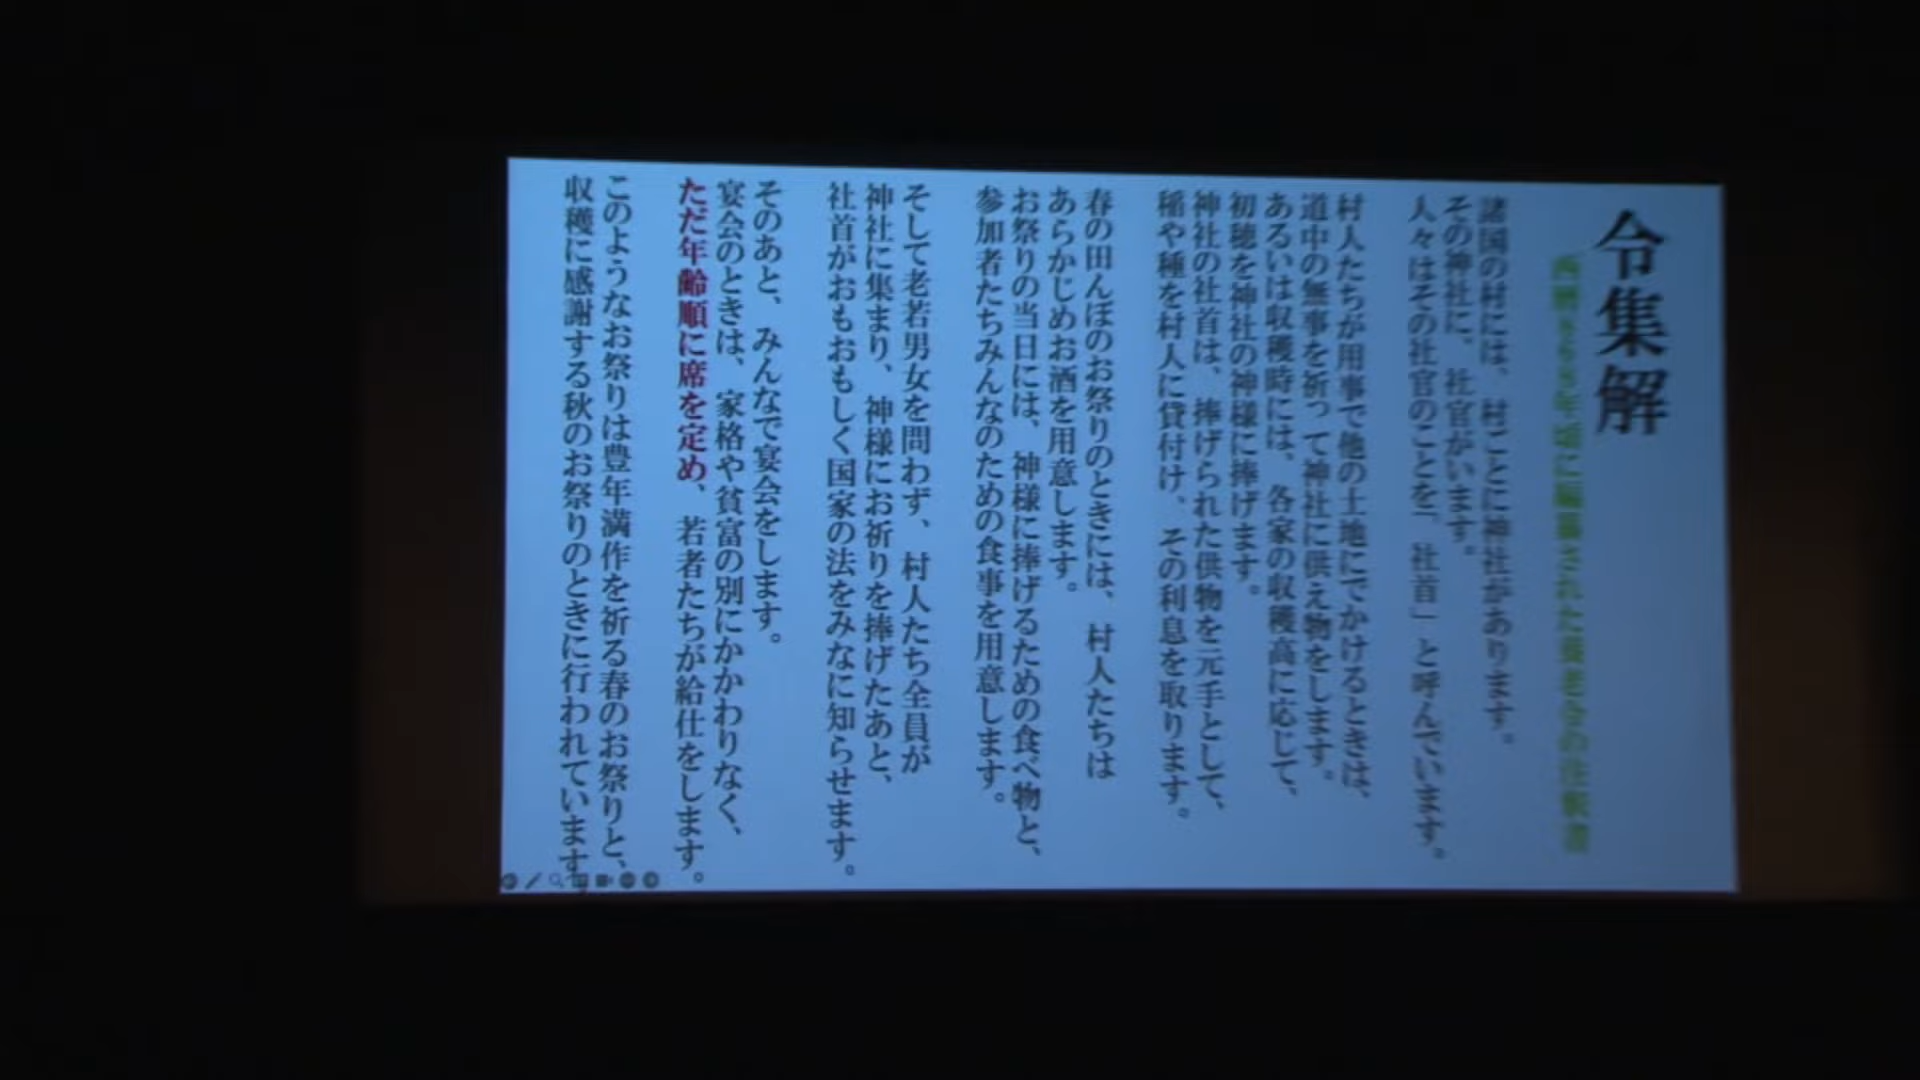 令集解
西暦868年頃に編纂された養老令の注釈書
諸国の村には、村ごとに神社があります。
その神社に、社官がいます。
人々はその社官のことを「社首」と呼んでいます。
村人たちが用事で他の土地にでかけるときは、
道中の無事を祈って神社に供え物をします。
あるいは収穫時には、各家の収穫高に応じて、
初穂を神社の神様に捧げます。
神社の社首は、捧げられた供物を元手として、
稲や種を村人に貸付け、その利息を取ります。
春の田んぼのお祭りのときには、村人たちは
あらかじめお酒を用意します。
お祭りの当日には、神様に捧げるための食べ物と、
参加者たちみんなのための食事を用意します。
そして老若男女を問わず、村人たち全員が
神社に集まり、神様にお祈りを捧げたあと、
社首がおもおもしく国家の法をみなに知らせます。
そのあと、みんなで宴会をします。
宴会のときは、家格や貧富の別にかかわりなく、
ただ年齢順に席を定め、若者たちが給仕をします。
このようなお祭りは豊年満作を祈る春のお祭りと、
収穫に感謝する秋のお祭りのときに行われています。